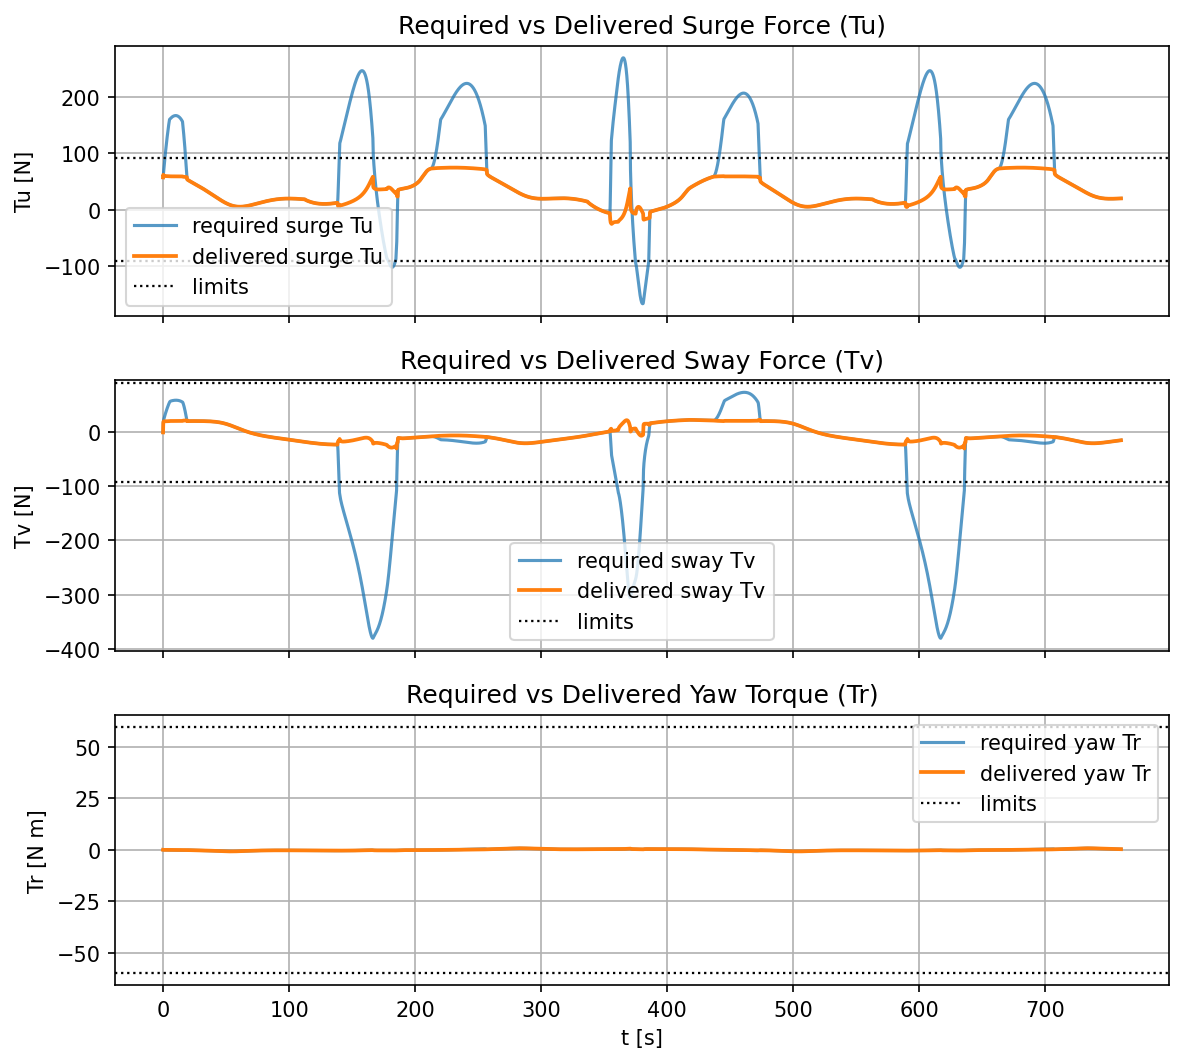 Required vs Delivered Surge Force (Tu)
Tu [N]
200
100
0
−100
required surge Tu
delivered surge Tu
limits
Required vs Delivered Sway Force (Tv)
Tv [N]
0
−100
−200
−300
−400
required sway Tv
delivered sway Tv
limits
Required vs Delivered Yaw Torque (Tr)
Tr [N m]
50
25
0
−25
−50
required yaw Tr
delivered yaw Tr
limits
0 100 200 300 400 500 600 700
t [s]